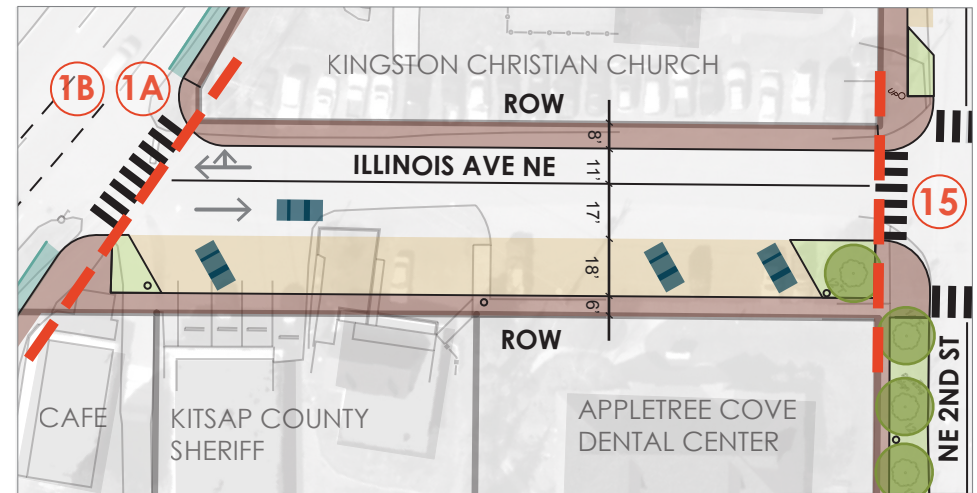 KINGSTON CHRISTIAN CHURCH
1B
1A
ROW
UP
8'
ILLINOIS AVE NE
11'
17'
15
18'
6'
ROW
CAFE
KITSAP COUNTY
SHERIFF
APPLETREE COVE
DENTAL CENTER
NE 2ND ST